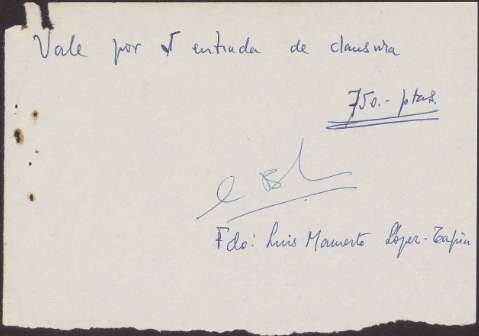 Vale por 1 entrada de clausura
750.- ptas.
Fdo: Luis Mamerto López-Tapia